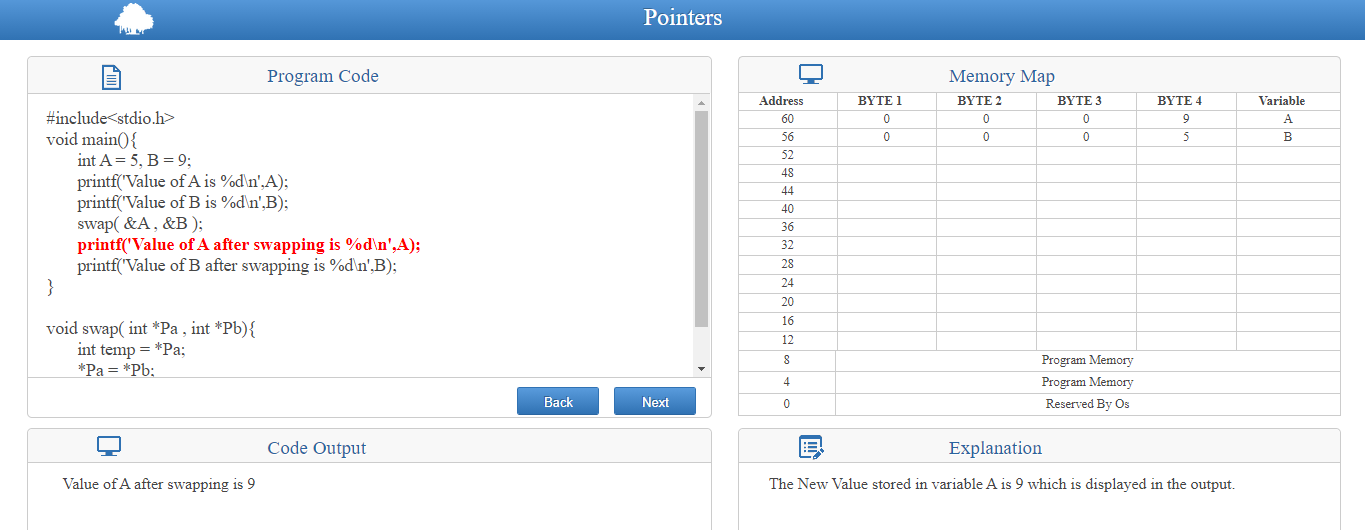 Pointers
Program Code
#include<stdio.h>
void main(){
int A = 5, B = 9;
printf('Value of A is %d\n',A);
printf('Value of B is %d\n',B);
swap( &A , &B );
printf('Value of A after swapping is %d\n',A);
printf('Value of B after swapping is %d\n',B);
}
void swap( int *Pa , int *Pb){
int temp = *Pa;
*Pa = *Pb;
Back Next
Memory Map
Address BYTE 1 BYTE 2 BYTE 3 BYTE 4 Variable
60 0 0 0 9 A
56 0 0 0 5 B
52
48
44
40
36
32
28
24
20
16
12
8 Program Memory
4 Program Memory
0 Reserved By Os
Code Output
Value of A after swapping is 9
Explanation
The New Value stored in variable A is 9 which is displayed in the output.